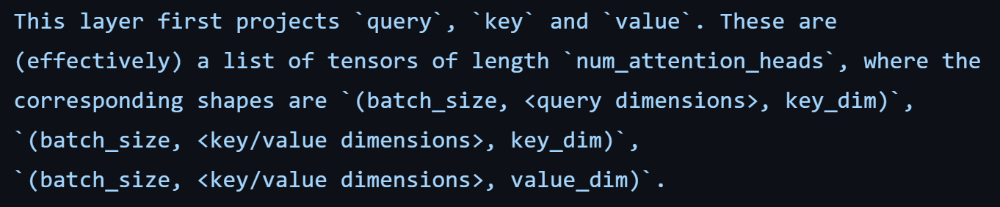 This layer first projects `query`, `key` and `value`. These are
(effectively) a list of tensors of length `num_attention_heads`, where the
corresponding shapes are `(batch_size, <query dimensions>, key_dim)`,
`(batch_size, <key/value dimensions>, key_dim)`,
`(batch_size, <key/value dimensions>, value_dim)`.